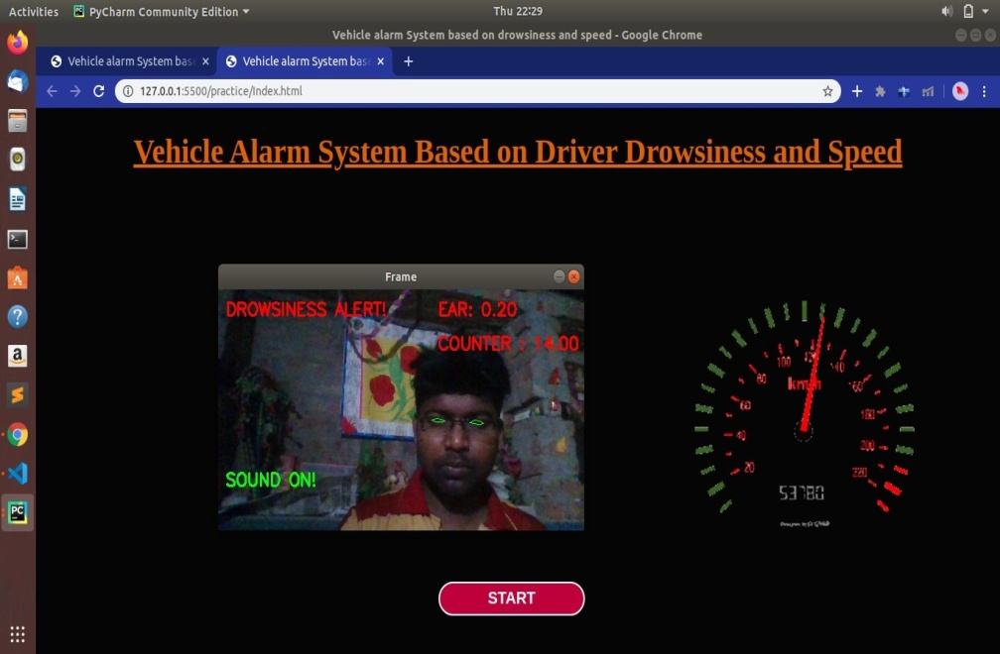 Activities PyCharm Community Edition Thu 22:29
Vehicle alarm System based on drowsiness and speed - Google Chrome
Vehicle alarm System bas Vehicle alarm System bas
127.0.0.1:5500/practice/Index.html
Vehicle Alarm System Based on Driver Drowsiness and Speed
Frame
DROWSINESS ALERT! EAR: 0.20
COUNTER : 14.00
SOUND ON!
20
40
60
80
100
120
140
160
180
200
220
km/h
53780
START